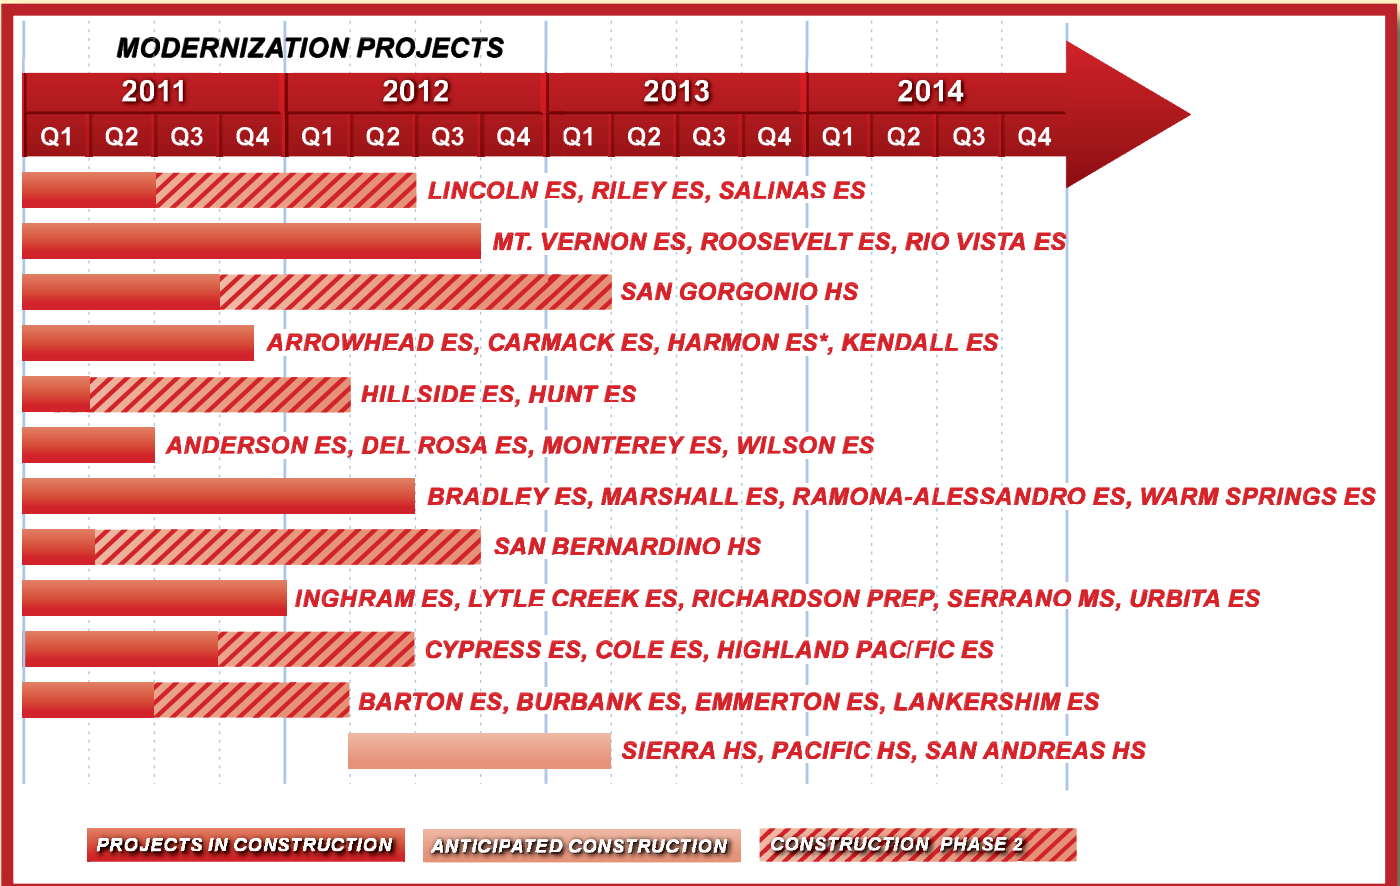 MODERNIZATION PROJECTS
2011 2012 2013 2014
Q1 Q2 Q3 Q4 Q1 Q2 Q3 Q4 Q1 Q2 Q3 Q4 Q1 Q2 Q3 Q4
LINCOLN ES, RILEY ES, SALINAS ES
MT. VERNON ES, ROOSEVELT ES, RIO VISTA ES
SAN GORGONIO HS
ARROWHEAD ES, CARMACK ES, HARMON ES*, KENDALL ES
HILLSIDE ES, HUNT ES
ANDERSON ES, DEL ROSA ES, MONTEREY ES, WILSON ES
BRADLEY ES, MARSHALL ES, RAMONA-ALESSANDRO ES, WARM SPRINGS ES
SAN BERNARDINO HS
INGHRAM ES, LYTLE CREEK ES, RICHARDSON PREP, SERRANO MS, URBITA ES
CYPRESS ES, COLE ES, HIGHLAND PACIFIC ES
BARTON ES, BURBANK ES, EMMERTON ES, LANKERSHIM ES
SIERRA HS, PACIFIC HS, SAN ANDREAS HS
PROJECTS IN CONSTRUCTION ANTICIPATED CONSTRUCTION CONSTRUCTION PHASE 2